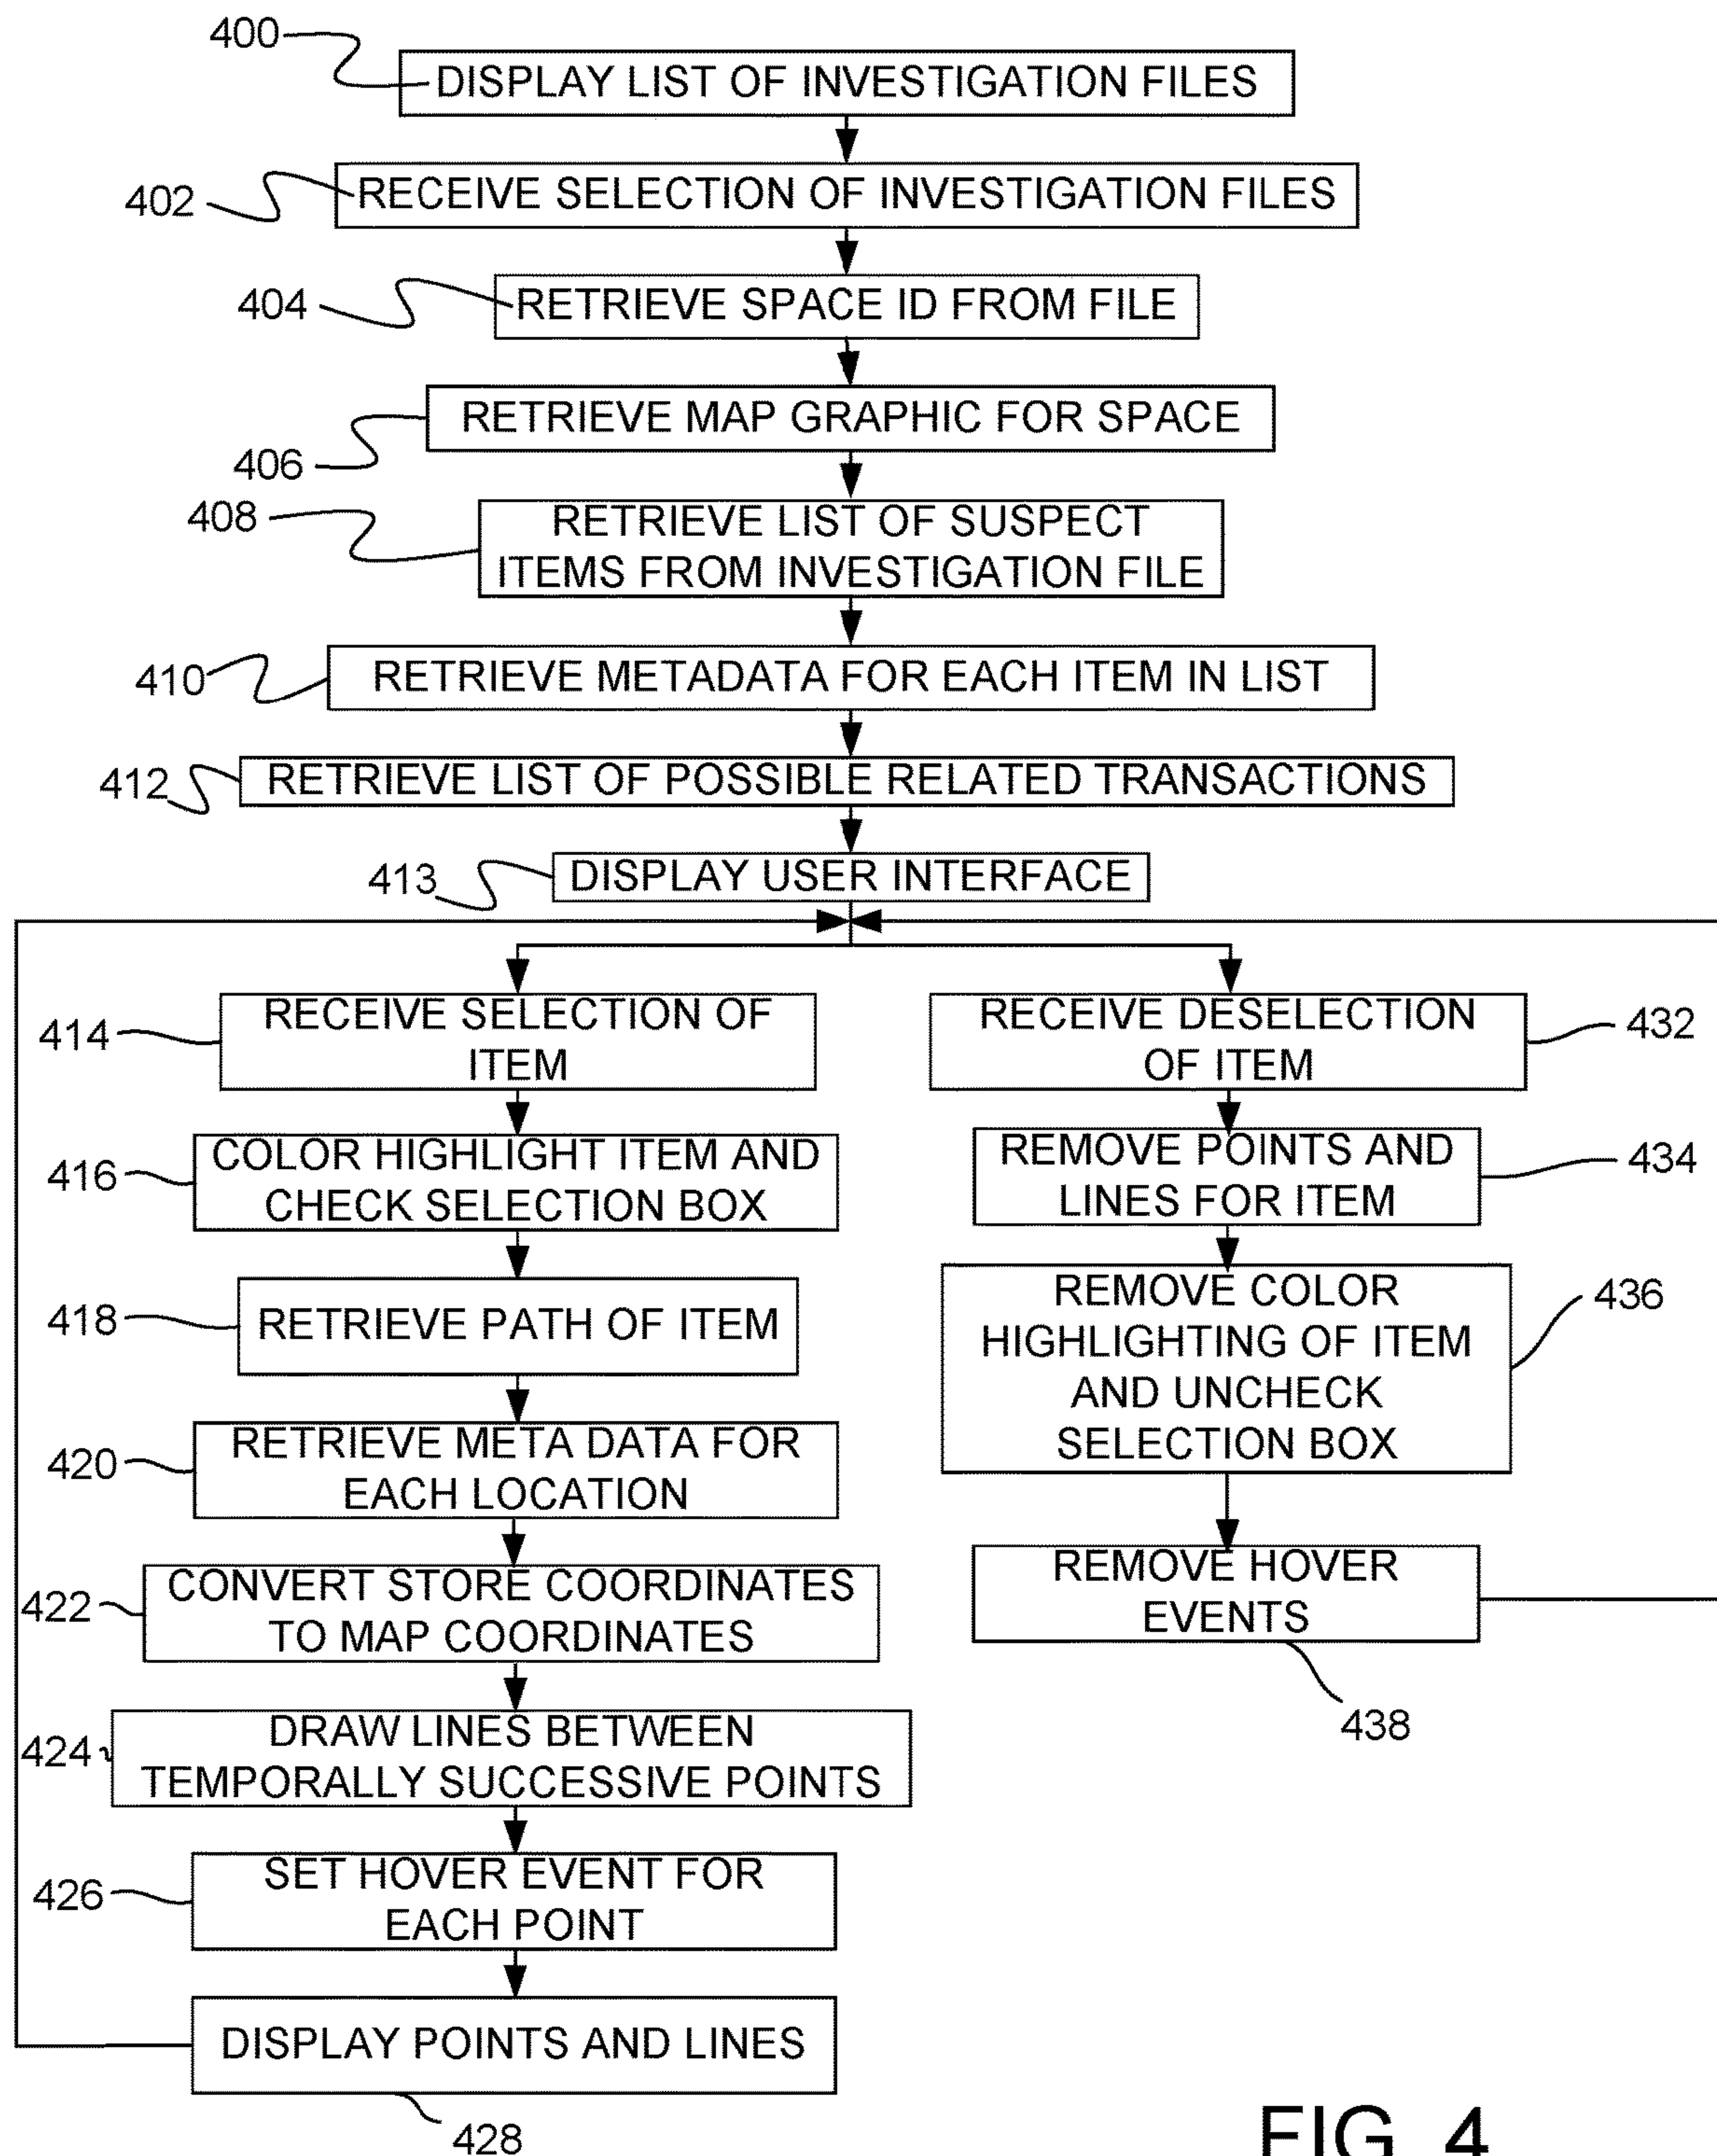 400
DISPLAY LIST OF INVESTIGATION FILES
402
RECEIVE SELECTION OF INVESTIGATION FILES
404
RETRIEVE SPACE ID FROM FILE
406
RETRIEVE MAP GRAPHIC FOR SPACE
408
RETRIEVE LIST OF SUSPECT
ITEMS FROM INVESTIGATION FILE
410
RETRIEVE METADATA FOR EACH ITEM IN LIST
412
RETRIEVE LIST OF POSSIBLE RELATED TRANSACTIONS
413
DISPLAY USER INTERFACE
414
RECEIVE SELECTION OF
ITEM
416
COLOR HIGHLIGHT ITEM AND
CHECK SELECTION BOX
418
RETRIEVE PATH OF ITEM
420
RETRIEVE META DATA FOR
EACH LOCATION
422
CONVERT STORE COORDINATES
TO MAP COORDINATES
424
DRAW LINES BETWEEN
TEMPORALLY SUCCESSIVE POINTS
426
SET HOVER EVENT FOR
EACH POINT
DISPLAY POINTS AND LINES
428
RECEIVE DESELECTION
OF ITEM
432
REMOVE POINTS AND
LINES FOR ITEM
434
REMOVE COLOR
HIGHLIGHTING OF ITEM
AND UNCHECK
SELECTION BOX
436
REMOVE HOVER
EVENTS
438
FIG. 4